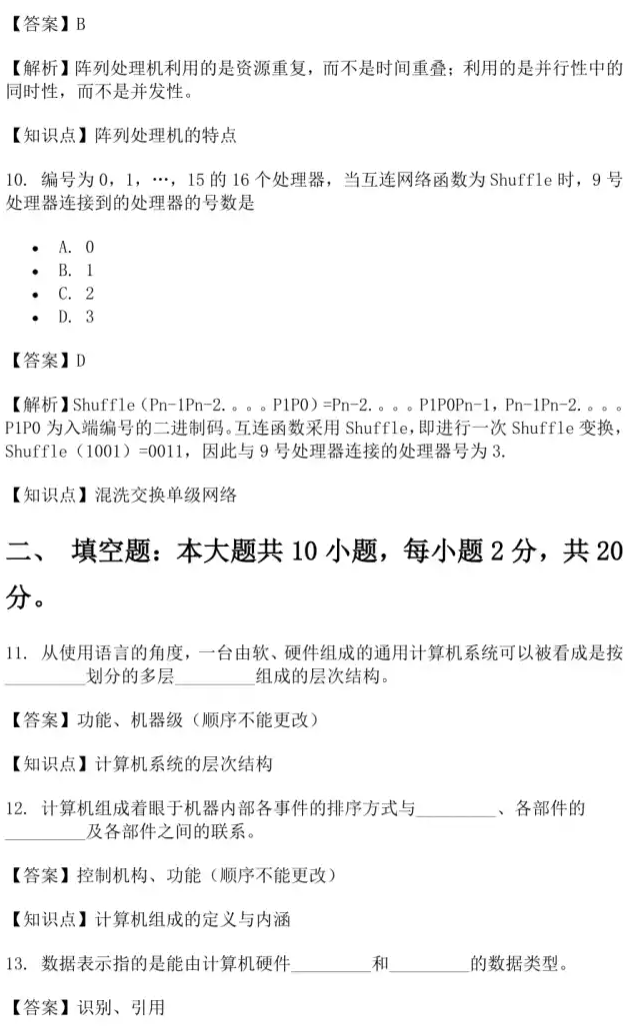 【答案】B
【解析】阵列处理机利用的是资源重复，而不是时间重叠；利用的是并行性中的
同时性，而不是并发性。
【知识点】阵列处理机的特点
10. 编号为 0，1，…，15 的 16 个处理器，当互连网络函数为 Shuffle 时，9 号
处理器连接到的处理器的号数是
• A. 0
• B. 1
• C. 2
• D. 3
【答案】D
【解析】Shuffle（Pn-1Pn-2.。。。P1P0）=Pn-2.。。。P1P0Pn-1，Pn-1Pn-2.。。。
P1P0 为入端编号的二进制码。互连函数采用 Shuffle，即进行一次 Shuffle 变换，
Shuffle（1001）=0011，因此与 9 号处理器连接的处理器号为 3.
【知识点】混洗交换单级网络
二、 填空题：本大题共 10 小题，每小题 2 分，共 20
分。
11. 从使用语言的角度，一台由软、硬件组成的通用计算机系统可以被看成是按
_________划分的多层_________组成的层次结构。
【答案】功能、机器级（顺序不能更改）
【知识点】计算机系统的层次结构
12. 计算机组成着眼于机器内部各事件的排序方式与_________、各部件的
_________及各部件之间的联系。
【答案】控制机构、功能（顺序不能更改）
【知识点】计算机组成的定义与内涵
13. 数据表示指的是能由计算机硬件_________和_________的数据类型。
【答案】识别、引用